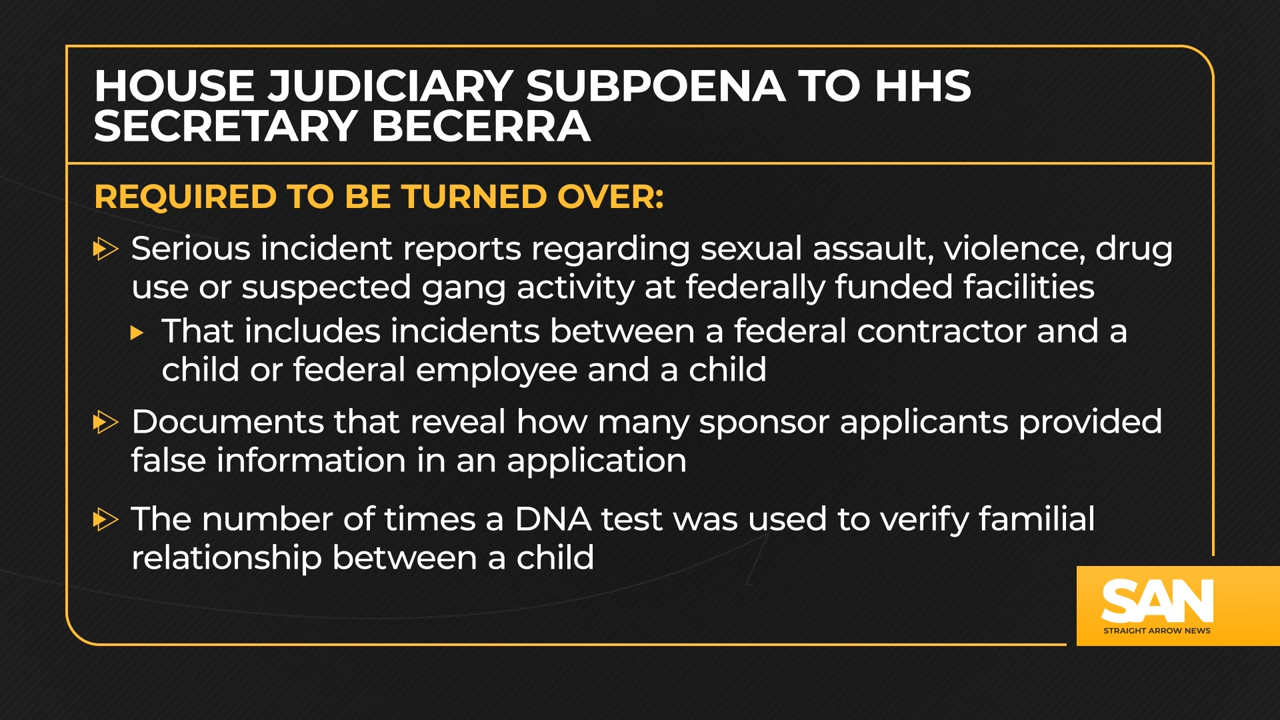 HOUSE JUDICIARY SUBPOENA TO HHS
SECRETARY BECERRA
REQUIRED TO BE TURNED OVER:
Serious incident reports regarding sexual assault, violence, drug
use or suspected gang activity at federally funded facilities
That includes incidents between a federal contractor and a
child or federal employee and a child
Documents that reveal how many sponsor applicants provided
false information in an application
The number of times a DNA test was used to verify familial
relationship between a child
SAN
STRAIGHT ARROW NEWS